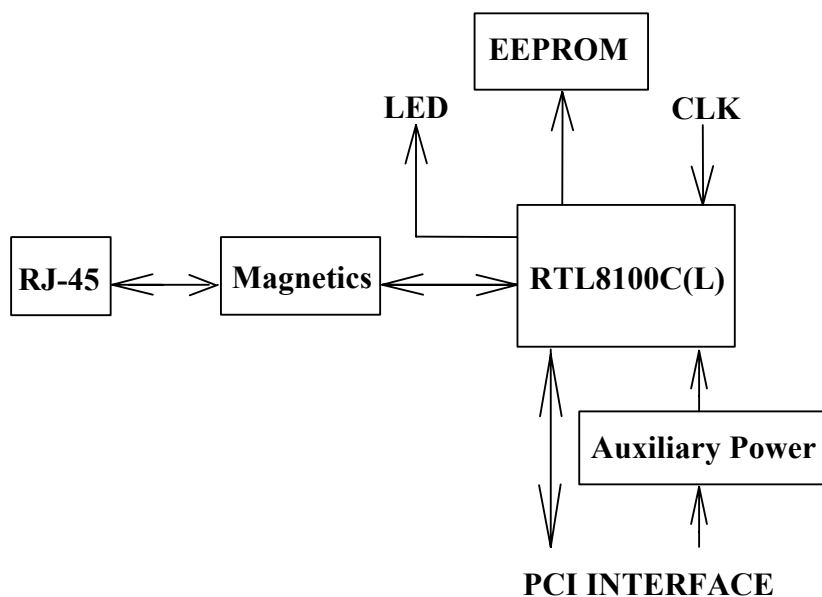 EEPROM
LED
CLK
RJ-45
Magnetics
RTL8100C(L)
Auxiliary Power
PCI INTERFACE